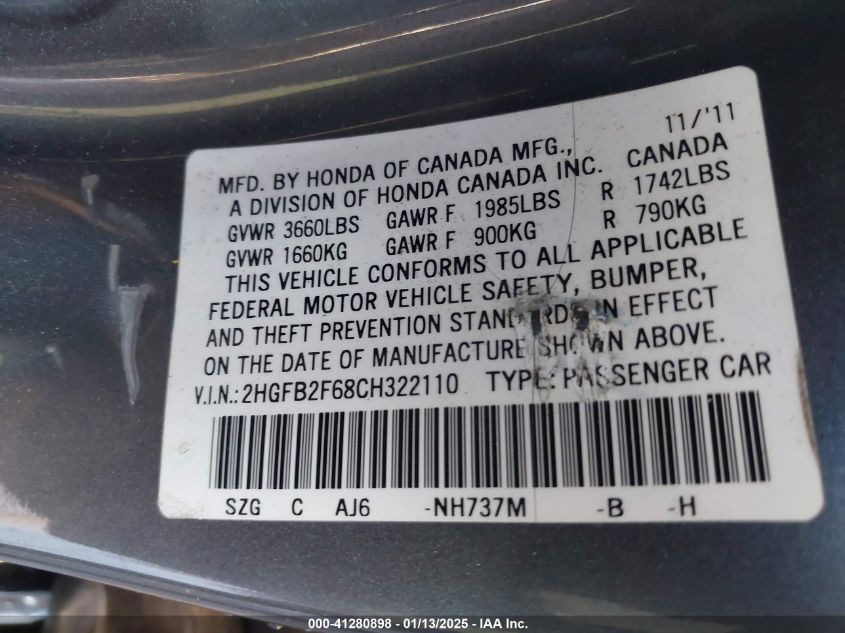 11/'11
MFD. BY HONDA OF CANADA MFG.,
A DIVISION OF HONDA CANADA INC. CANADA
GVWR 3660LBS GAWR F 1985LBS R 1742LBS
GVWR 1660KG GAWR F 900KG R 790KG
THIS VEHICLE CONFORMS TO ALL APPLICABLE
FEDERAL MOTOR VEHICLE SAFETY, BUMPER,
AND THEFT PREVENTION STANDARDS IN EFFECT
ON THE DATE OF MANUFACTURE SHOWN ABOVE.
V.I.N.:2HGFB2F68CH322110 TYPE:PASSENGER CAR
SZG C AJ6 -NH737M -B -H
000-41280898 - 01/13/2025 - IAA Inc.